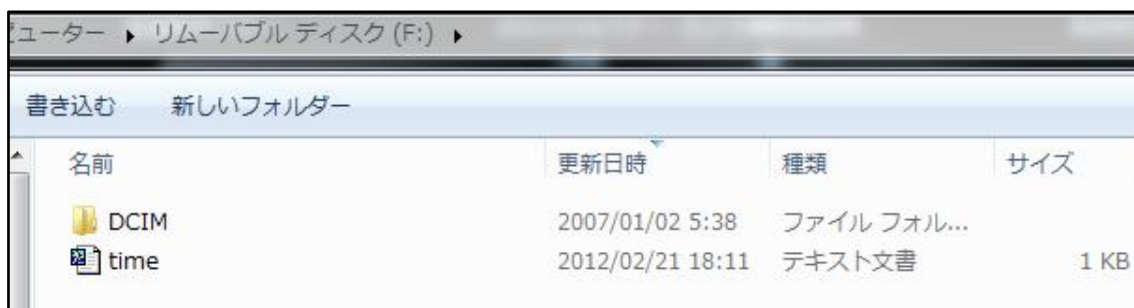 ューター ▸ リムーバブル ディスク (F:) ▸
書き込む 新しいフォルダー
名前 更新日時 種類 サイズ
DCIM 2007/01/02 5:38 ファイル フォル...
time 2012/02/21 18:11 テキスト文書 1 KB